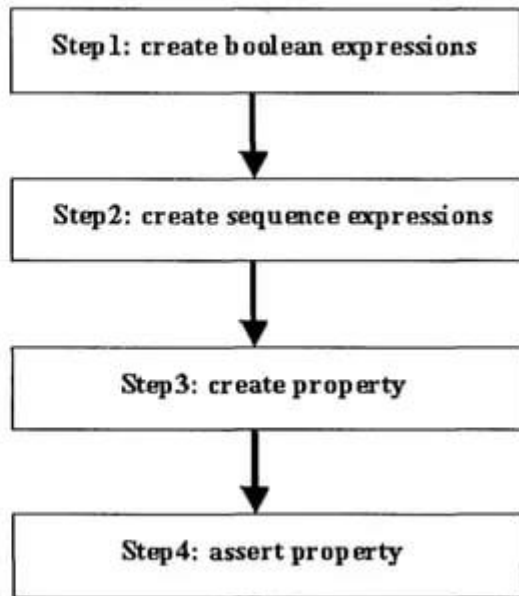 Step1: create boolean expressions
Step2: create sequence expressions
Step3: create property
Step4: assert property